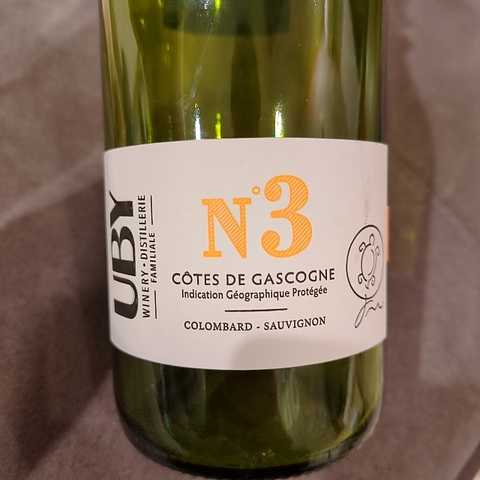 UBY
WINERY • DISTILLERIE
FAMILIALE
N°3
CÔTES DE GASCOGNE
Indication Géographique Protégée
COLOMBARD - SAUVIGNON